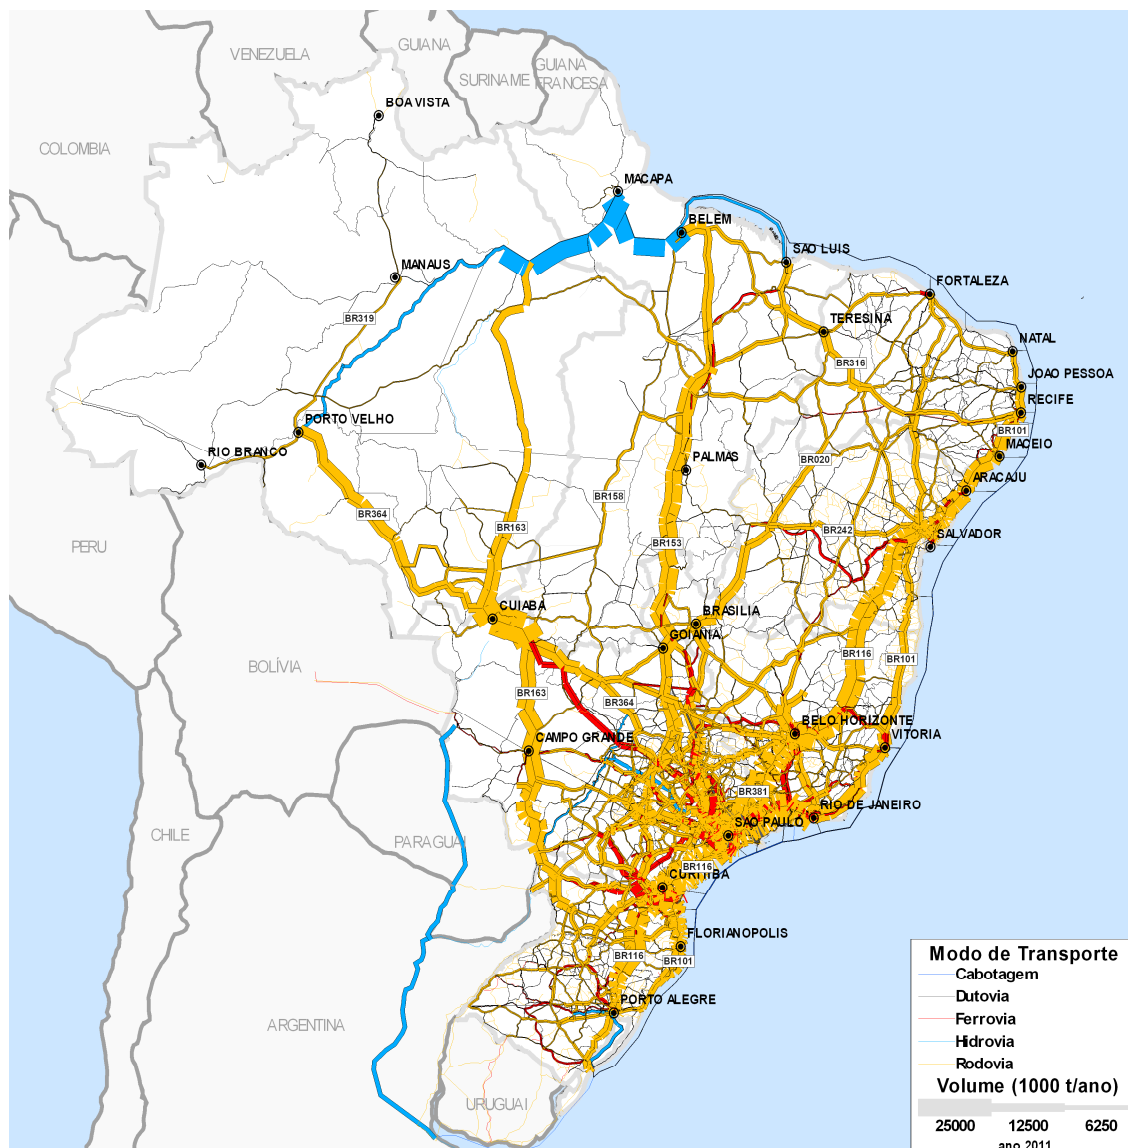 VENEZUELA
GUIANA
SURINAME
GUIANA
FRANCESA
COLOMBIA
BOA VISTA
MACAPA
BELEM
SAO LUIS
MANAUS
FORTALEZA
BR319
TERESINA
NATAL
BR316
JOAO PESSOA
RECIFE
PORTO VELHO
BR101
MACEIO
RIO BRANCO
PALMAS
BR020
ARACAJU
BR158
BR364
BR163
BR242
SALVADOR
PERU
BR153
CUIABA
BRASILIA
GOIANIA
BR116
BR101
BOLÍVIA
BR163
BR364
BELO HORIZONTE
VITORIA
CAMPO GRANDE
BR381
RIO DE JANEIRO
SAO PAULO
CHILE
PARAGUAI
BR116
CURITIBA
FLORIANOPOLIS
BR116
BR101
PORTO ALEGRE
ARGENTINA
URUGUAI
Modo de Transporte
Cabotagem
Dutovia
Ferrovia
Hidrovia
Rodovia
Volume (1000 t/ano)
25000 12500 6250
ano 2011